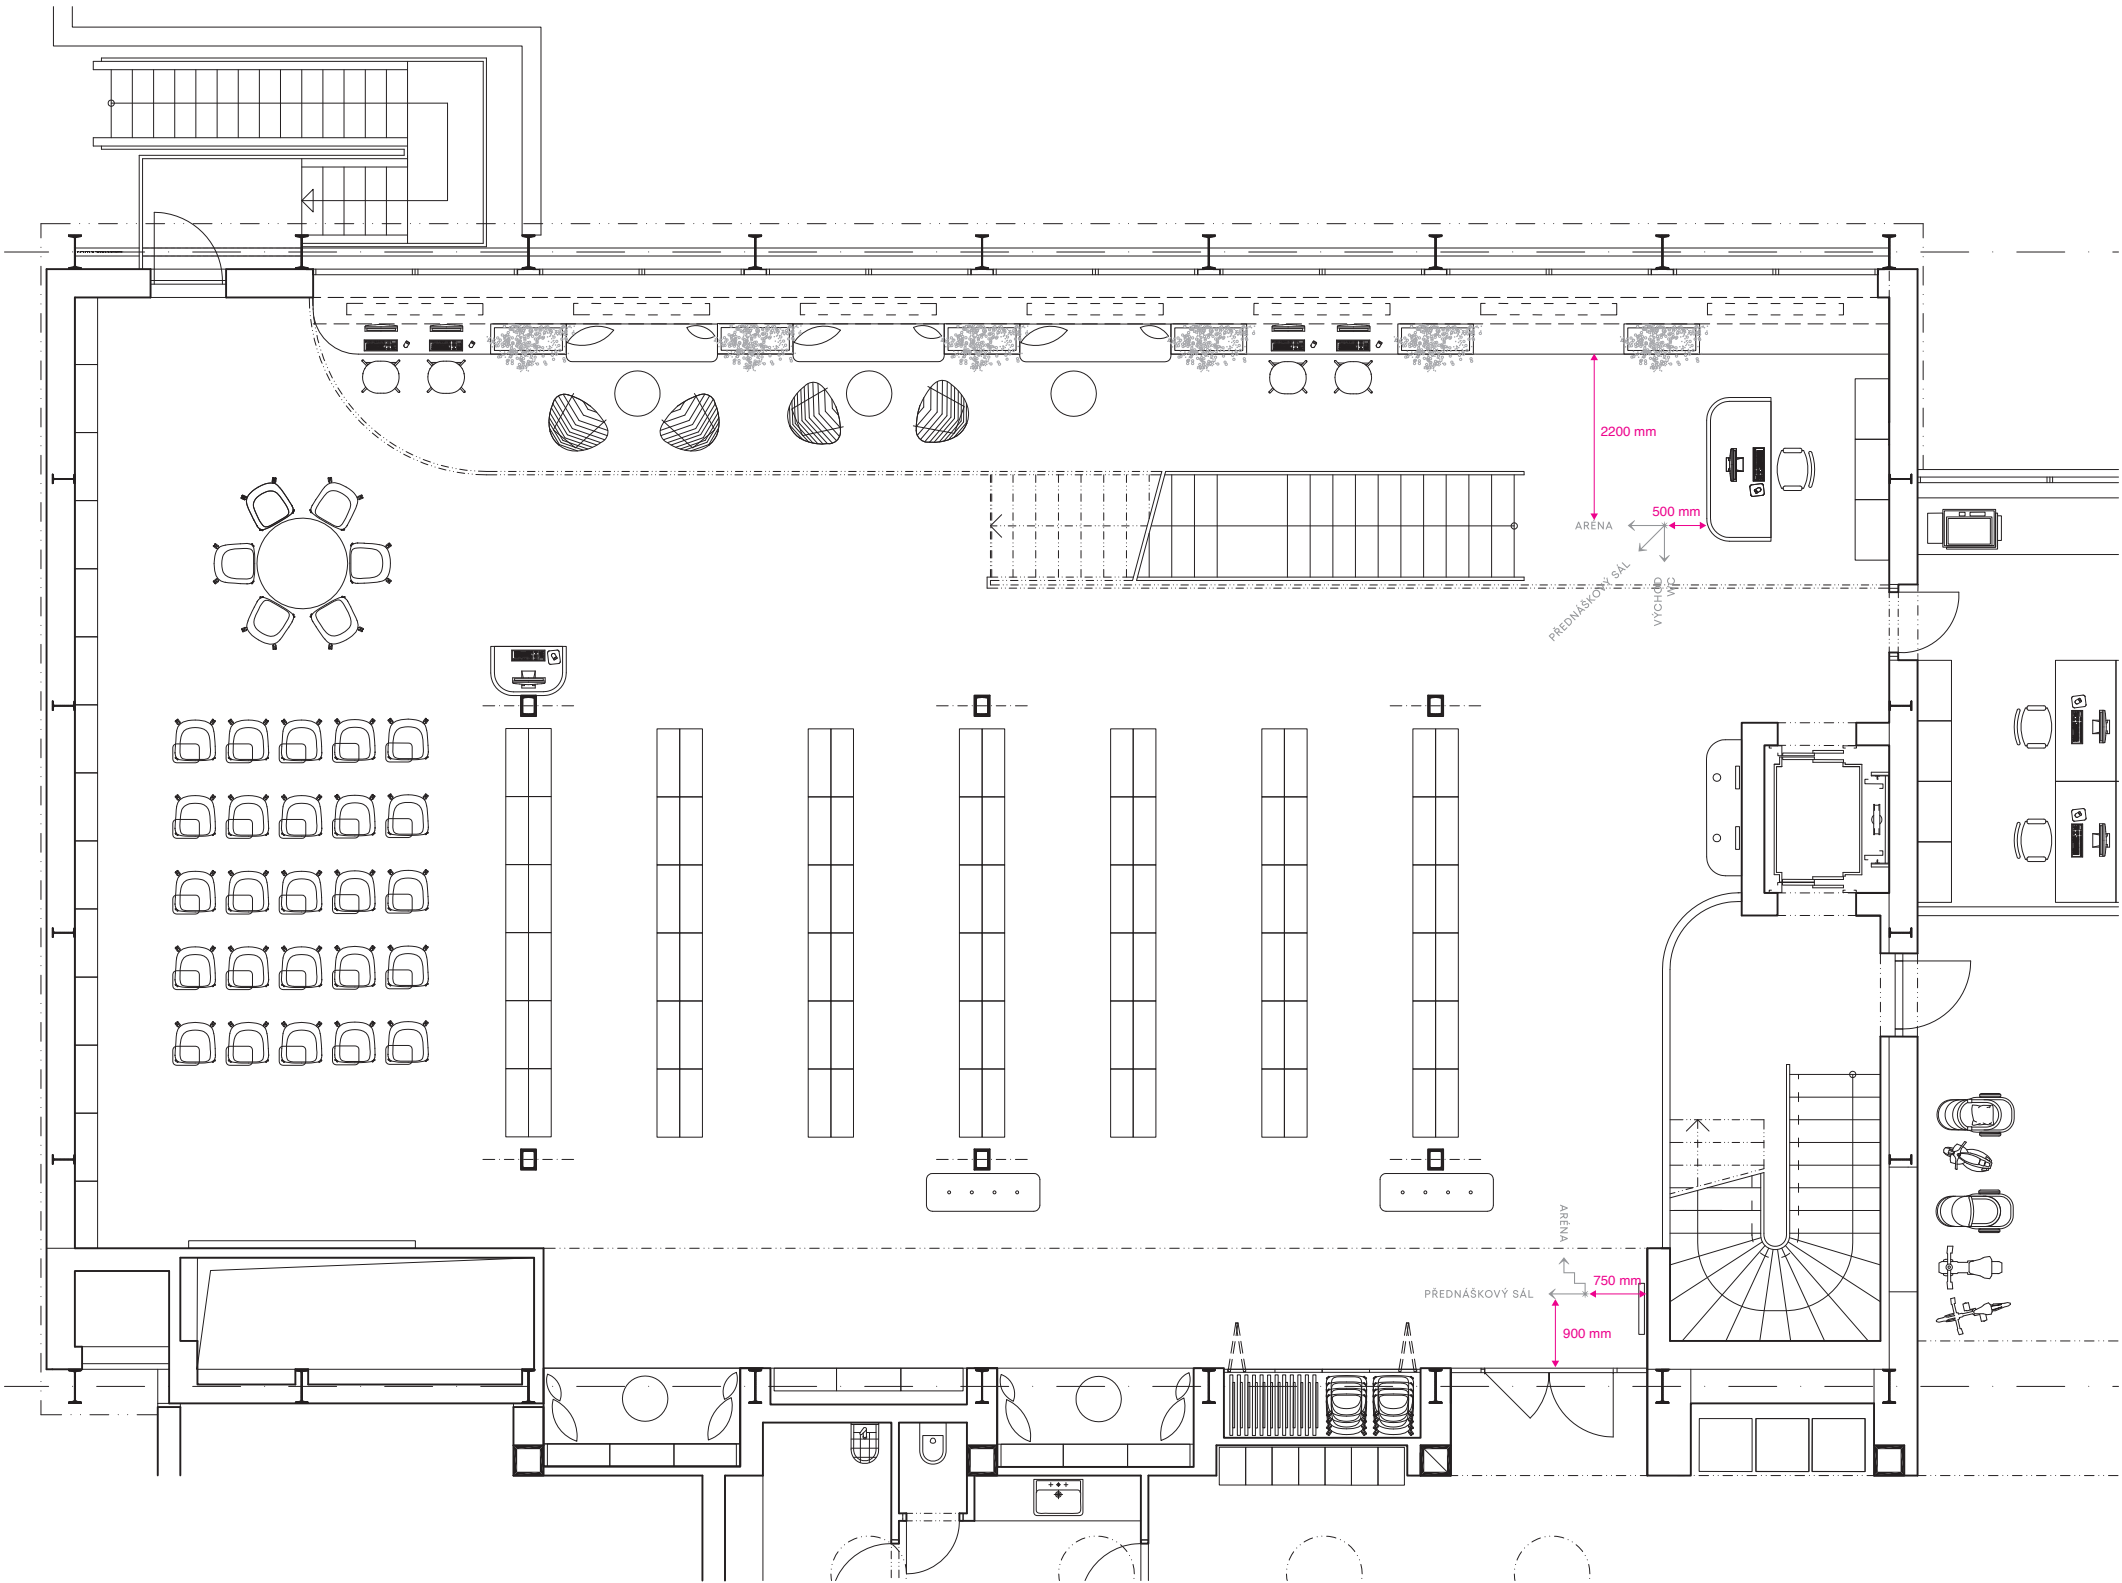 2200 mm
500 mm
ARÉNA
PŘEDNÁŠKOVÝ SÁL
VÝCHOD
WC
ARÉNA
750 mm
PŘEDNÁŠKOVÝ SÁL
900 mm